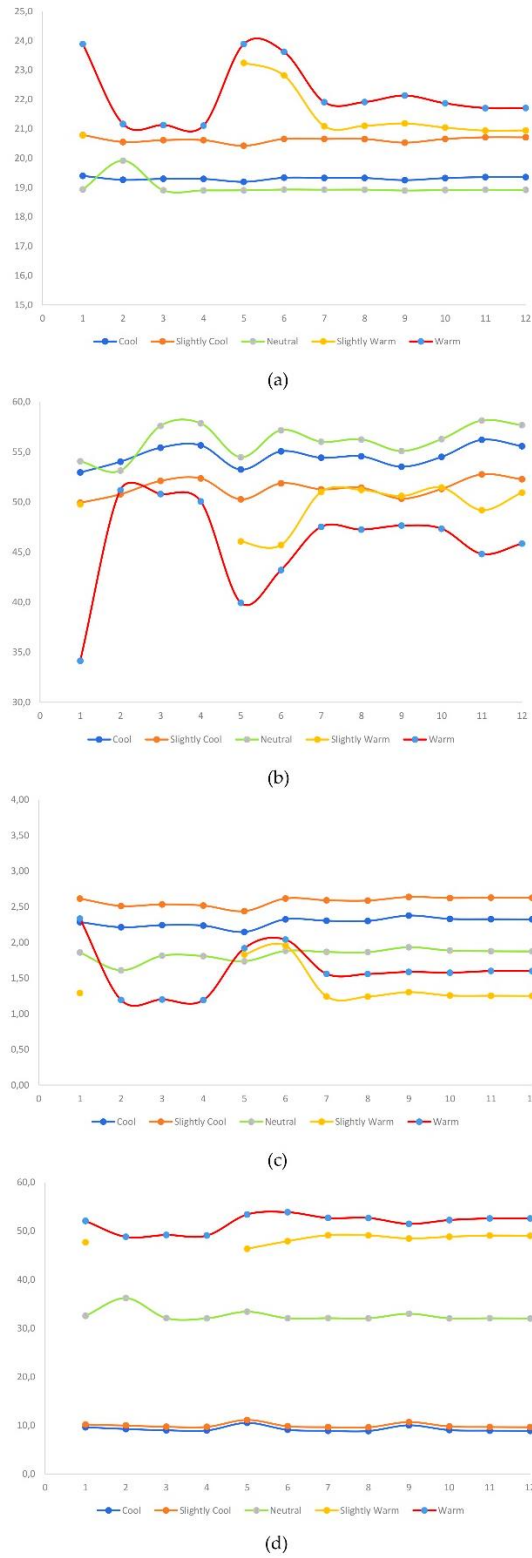 25,0
24,0
23,0
22,0
21,0
20,0
19,0
18,0
17,0
16,0
15,0
0 1 2 3 4 5 6 7 8 9 10 11 12
Cool Slightly Cool Neutral Slightly Warm Warm
(a)
60,0
55,0
50,0
45,0
40,0
35,0
30,0
0 1 2 3 4 5 6 7 8 9 10 11 12
Cool Slightly Cool Neutral Slightly Warm Warm
(b)
4,00
3,50
3,00
2,50
2,00
1,50
1,00
0,50
0,00
0 1 2 3 4 5 6 7 8 9 10 11 1
Cool Slightly Cool Neutral Slightly Warm Warm
(c)
60,0
50,0
40,0
30,0
20,0
10,0
0,0
0 1 2 3 4 5 6 7 8 9 10 11 12
Cool Slightly Cool Neutral Slightly Warm Warm
(d)